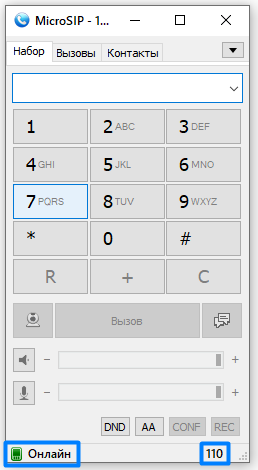 MicroSIP - 1...
Набор Вызовы Контакты
1 2 ABC 3 DEF
4 GHI 5 JKL 6 MNO
7 PQRS 8 TUV 9 WXYZ
* 0 #
R + C
Вызов
- +
- +
DND AA CONF REC
Онлайн 110